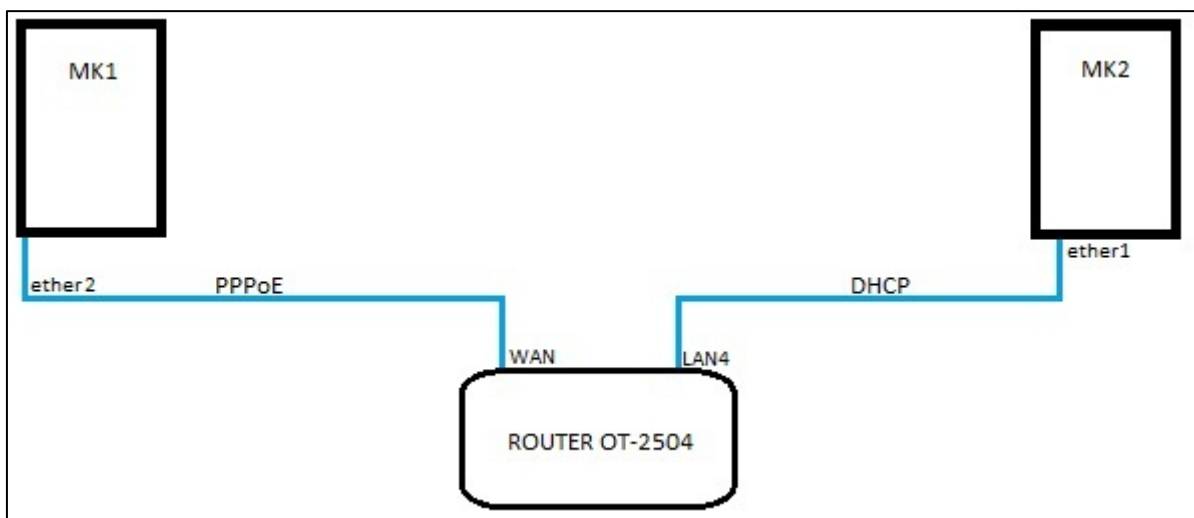 MK1
MK2
ether2
PPPoE
DHCP
ether1
WAN
LAN4
ROUTER OT-2504